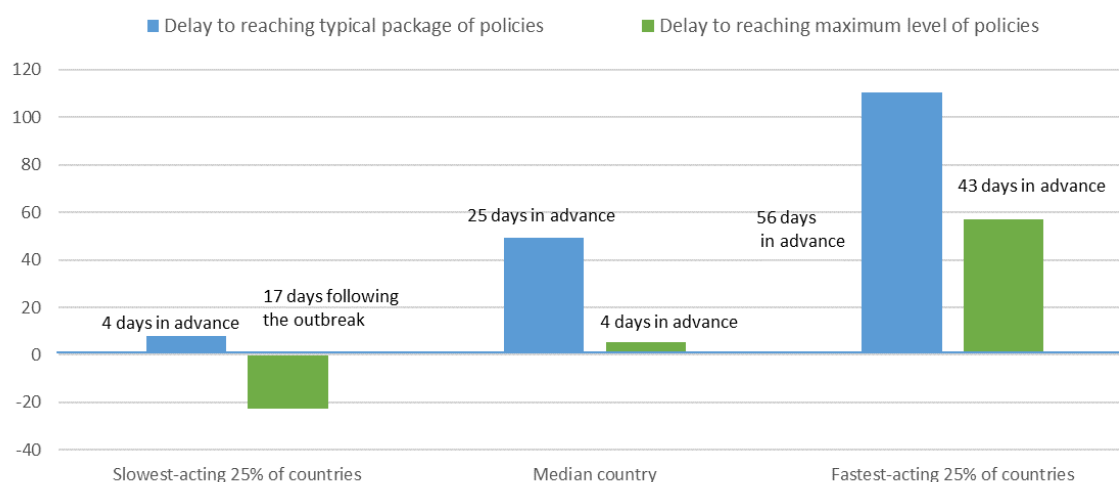 Delay to reaching typical package of policies
Delay to reaching maximum level of policies
120
100
80
60
40
20
0
-20
-40
4 days in advance
17 days following
the outbreak
25 days in advance
4 days in advance
56 days
in advance
43 days in advance
Slowest-acting 25% of countries
Median country
Fastest-acting 25% of countries